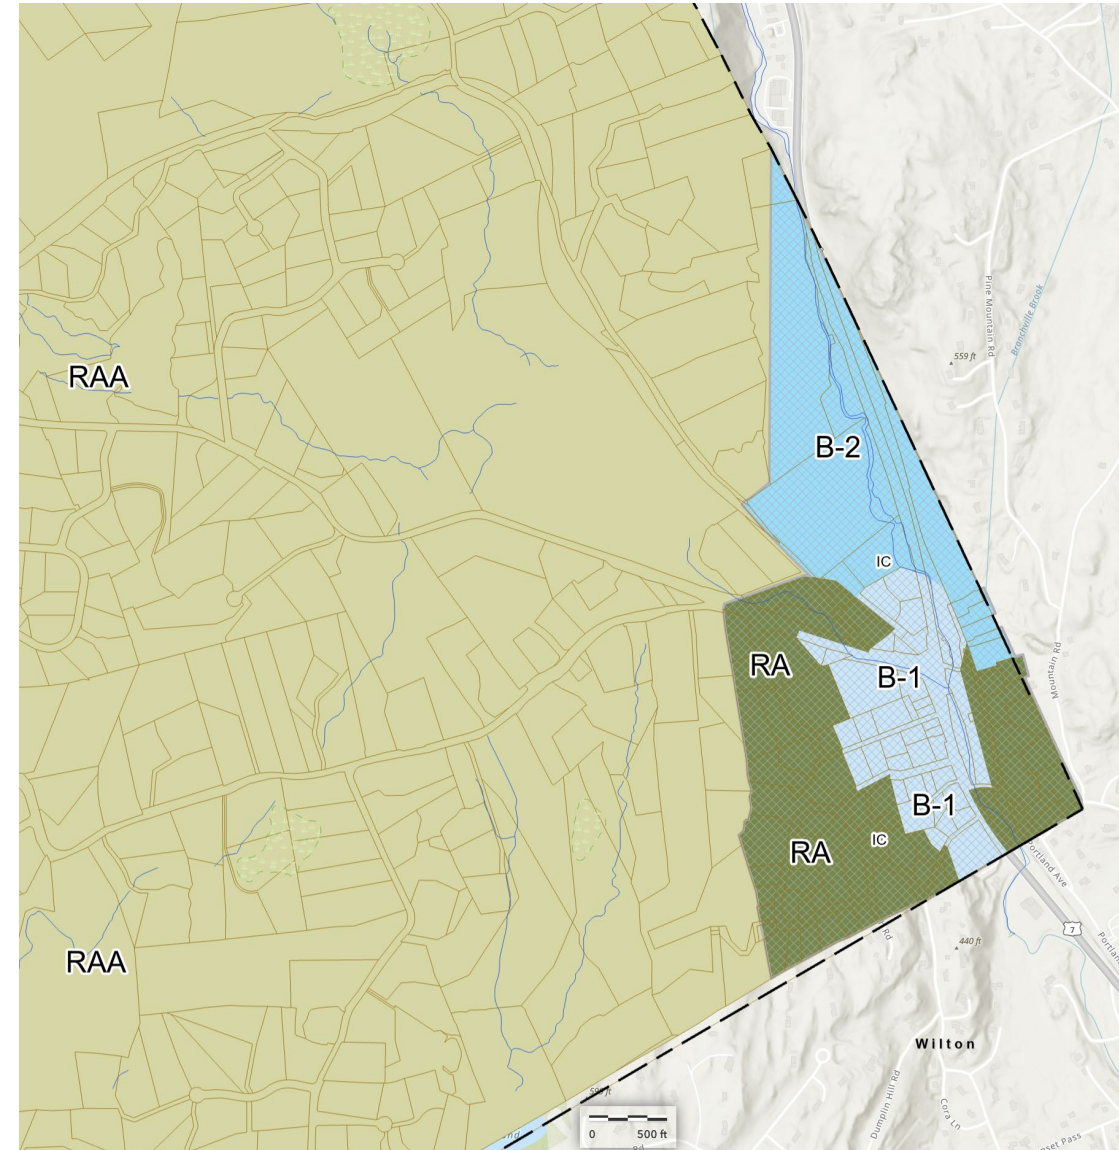 Pine Mountain Rd
Branchville Brook
559 ft
RAA
B-2
IC
RA
B-1
Mountain Rd
B-1
RA
IC
Portland Ave
7
Rd
440 ft
RAA
Wilton
Dumplin Hill Rd
Cora Ln
0
500 ft
Rd